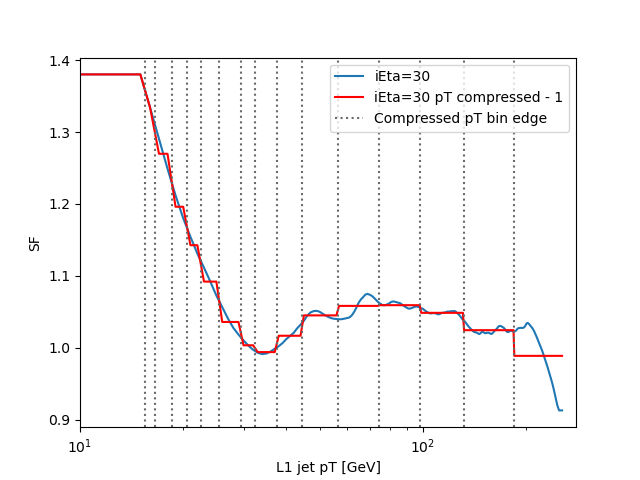 1.4
1.3
1.2
1.1
1.0
0.9
SF
10¹
10²
L1 jet pT [GeV]
iEta=30
iEta=30 pT compressed - 1
Compressed pT bin edge